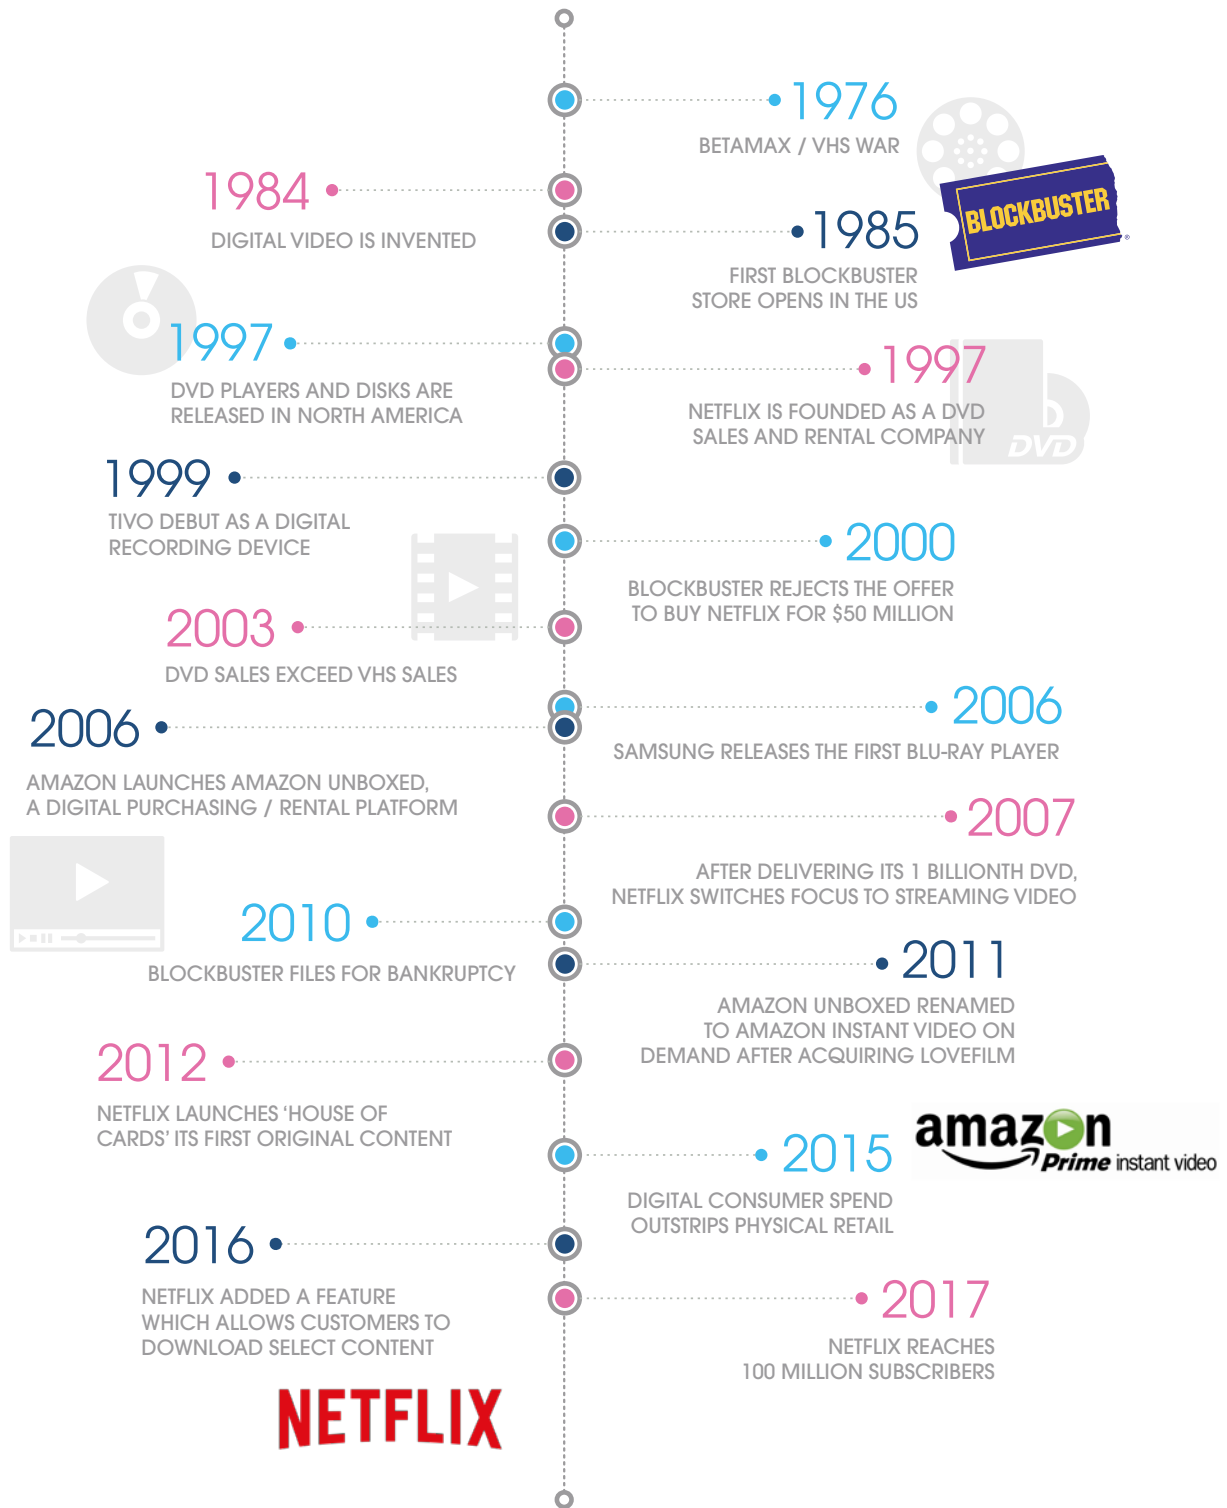 1976
BETAMAX / VHS WAR
BLOCKBUSTER
®
1984
DIGITAL VIDEO IS INVENTED
1985
FIRST BLOCKBUSTER
STORE OPENS IN THE US
1997
DVD PLAYERS AND DISKS ARE
RELEASED IN NORTH AMERICA
1997
NETFLIX IS FOUNDED AS A DVD
SALES AND RENTAL COMPANY
DVD
1999
TIVO DEBUT AS A DIGITAL
RECORDING DEVICE
2000
BLOCKBUSTER REJECTS THE OFFER
TO BUY NETFLIX FOR $50 MILLION
2003
DVD SALES EXCEED VHS SALES
2006
SAMSUNG RELEASES THE FIRST BLU-RAY PLAYER
2006
AMAZON LAUNCHES AMAZON UNBOXED,
A DIGITAL PURCHASING / RENTAL PLATFORM
2007
AFTER DELIVERING ITS 1 BILLIONTH DVD,
NETFLIX SWITCHES FOCUS TO STREAMING VIDEO
2010
BLOCKBUSTER FILES FOR BANKRUPTCY
2011
AMAZON UNBOXED RENAMED
TO AMAZON INSTANT VIDEO ON
DEMAND AFTER ACQUIRING LOVEFILM
2012
NETFLIX LAUNCHES ‘HOUSE OF
CARDS’ ITS FIRST ORIGINAL CONTENT
2015
DIGITAL CONSUMER SPEND
OUTSTRIPS PHYSICAL RETAIL
amazon
Prime instant video
2016
NETFLIX ADDED A FEATURE
WHICH ALLOWS CUSTOMERS TO
DOWNLOAD SELECT CONTENT
2017
NETFLIX REACHES
100 MILLION SUBSCRIBERS
NETFLIX